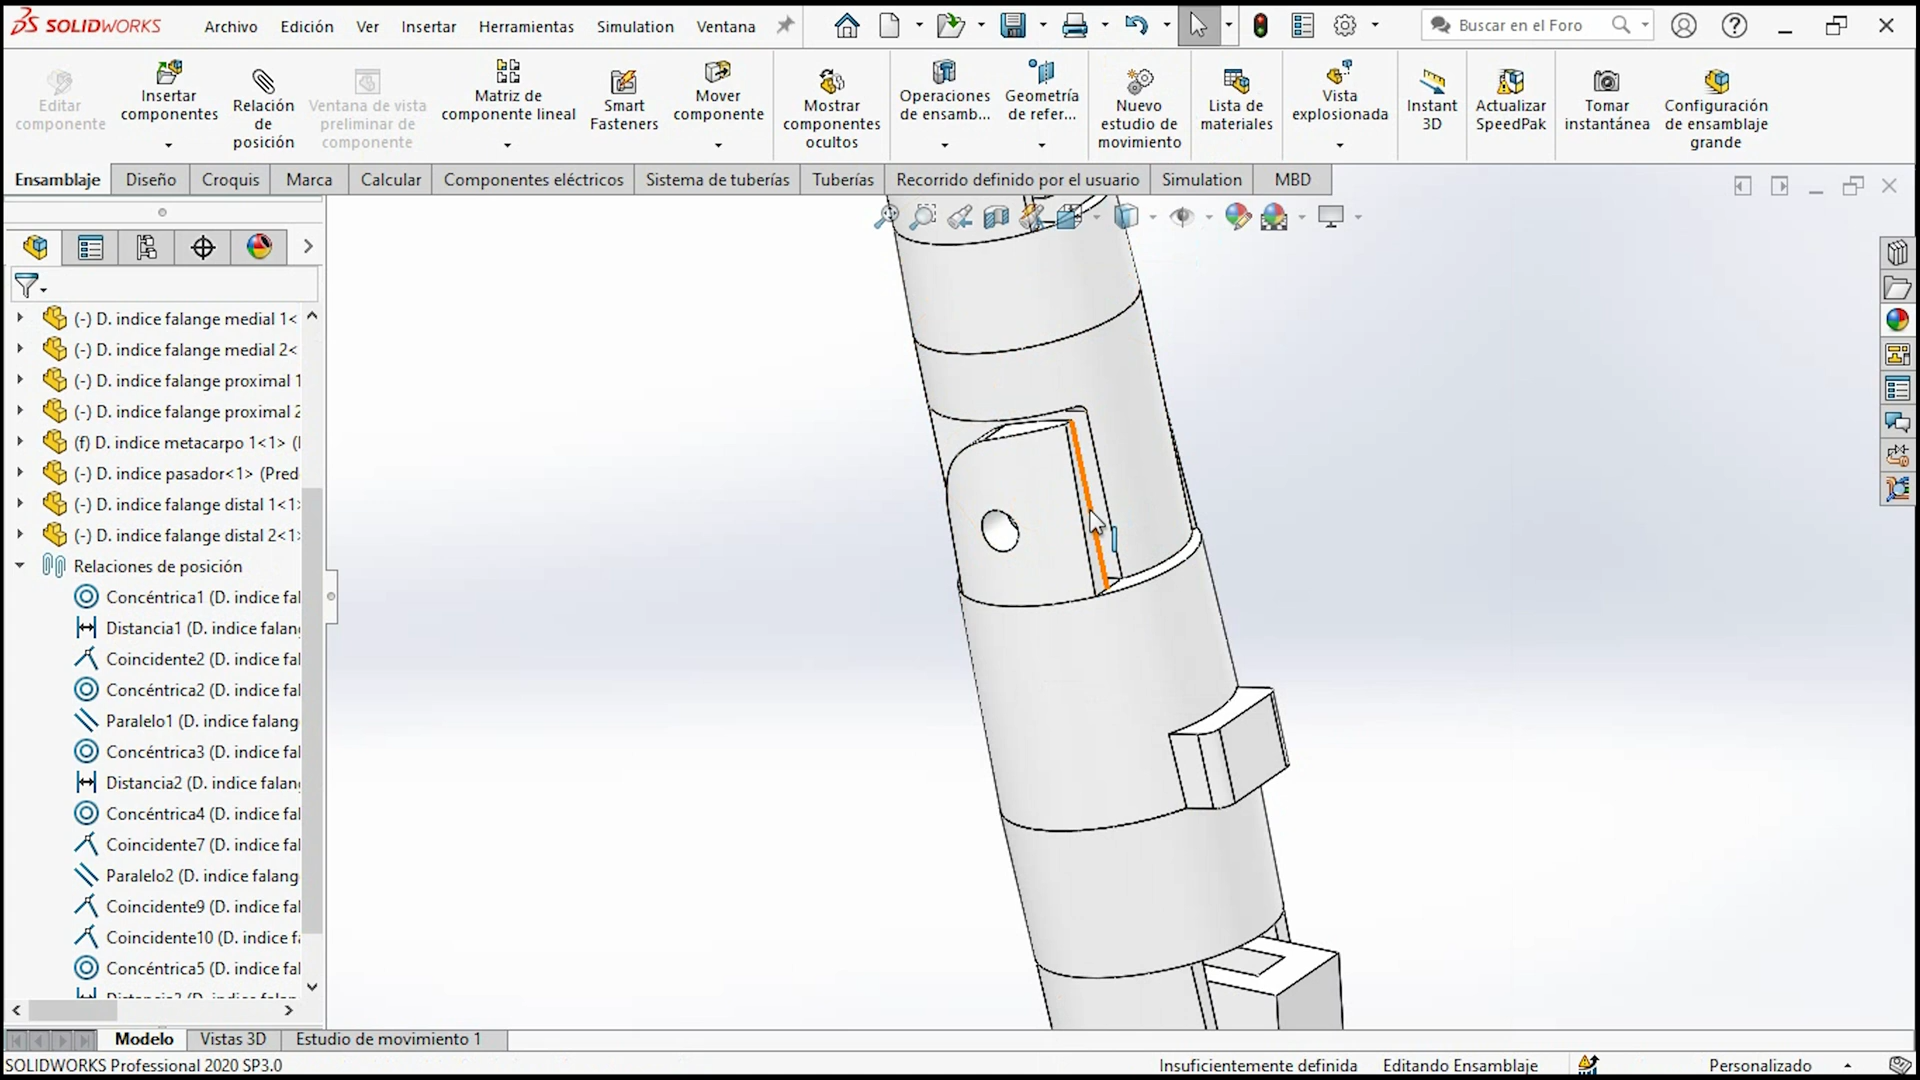 SOLIDWORKS Archivo Edición Ver Insertar Herramientas Simulation Ventana Buscar en el Foro
Editar componente
Insertar componentes
Relación de posición
Ventana de vista preliminar de componente
Matriz de componente lineal
Smart Fasteners
Mover componente
Mostrar componentes ocultos
Operaciones de ensamb...
Geometría de refer...
Nuevo estudio de movimiento
Lista de materiales
Vista explosionada
Instant 3D
Actualizar SpeedPak
Tomar instantánea
Configuración de ensamblaje grande
Ensamblaje Diseño Croquis Marca Calcular Componentes eléctricos Sistema de tuberías Tuberías Recorrido definido por el usuario Simulation MBD
(-) D. indice falange medial 1<
(-) D. indice falange medial 2<
(-) D. indice falange proximal 1
(-) D. indice falange proximal 2
(f) D. indice metacarpo 1<1> (
(-) D. indice pasador<1> (Pred
(-) D. indice falange distal 1<1>
(-) D. indice falange distal 2<1>
Relaciones de posición
Concéntrica1 (D. indice fal
Distancia1 (D. indice falan
Coincidente2 (D. indice fal
Concéntrica2 (D. indice fal
Paralelo1 (D. indice falange
Concéntrica3 (D. indice fal
Distancia2 (D. indice falan
Concéntrica4 (D. indice fal
Coincidente7 (D. indice fal
Paralelo2 (D. indice falange
Coincidente9 (D. indice fal
Coincidente10 (D. indice f
Concéntrica5 (D. indice fal
Modelo Vistas 3D Estudio de movimiento 1
SOLIDWORKS Professional 2020 SP3.0 Insuficientemente definida Editando Ensamblaje Personalizado